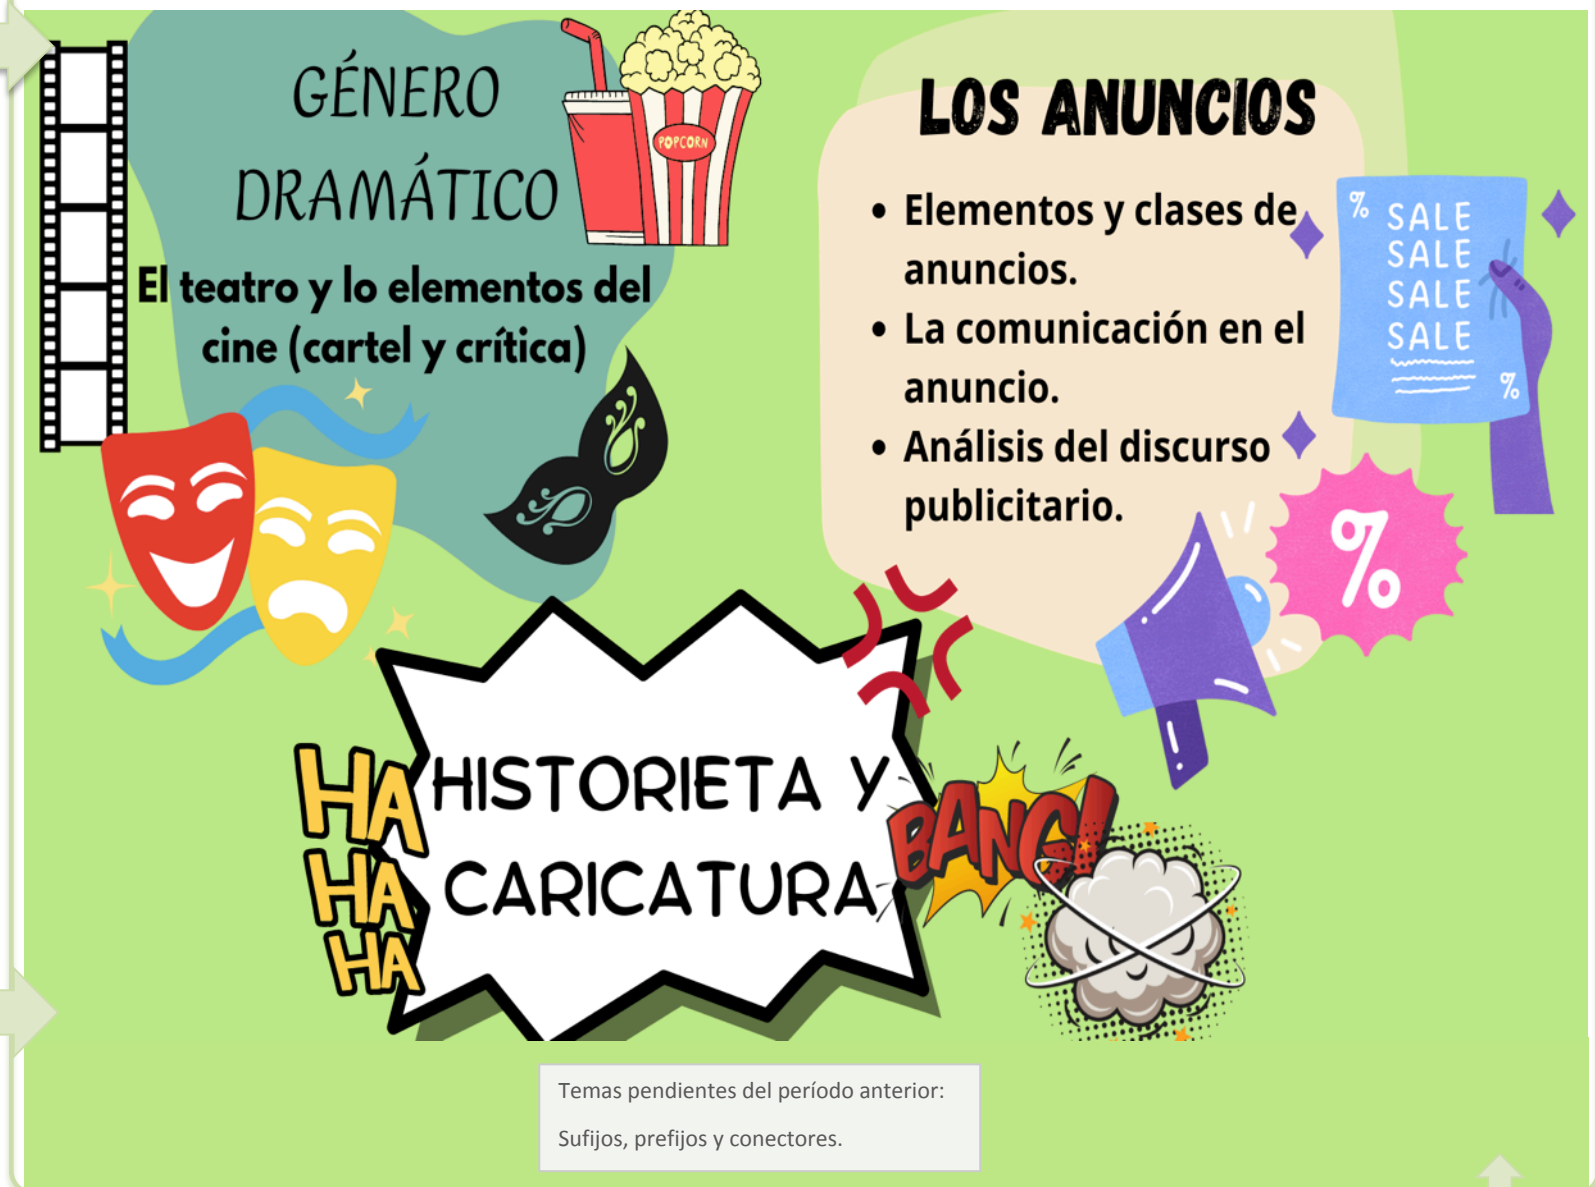 GÉNERO
DRAMÁTICO
El teatro y lo elementos del
cine (cartel y crítica)
POPCORN
LOS ANUNCIOS
• Elementos y clases de
anuncios.
• La comunicación en el
anuncio.
• Análisis del discurso
publicitario.
% SALE
SALE
SALE
SALE
%
%
HA
HA
HA
HISTORIETA Y
CARICATURA
BANG!
Temas pendientes del período anterior:
Sufijos, prefijos y conectores.